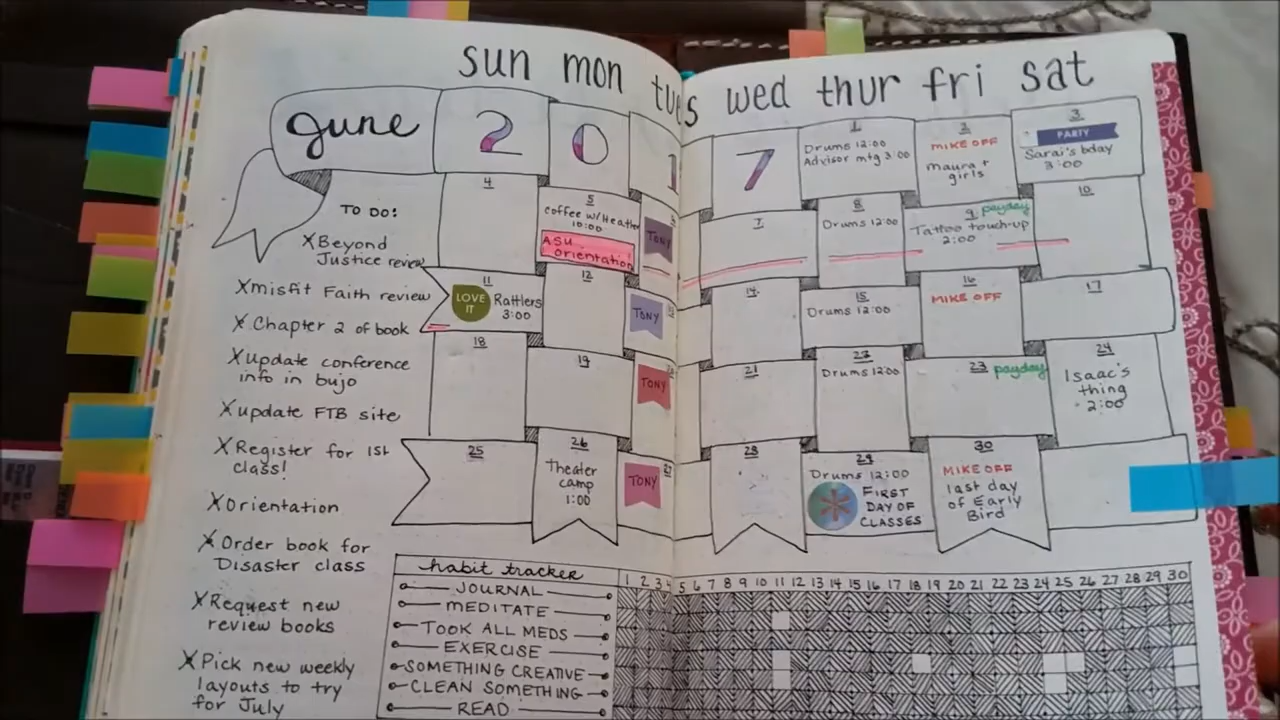 sun mon tues wed thur fri sat
June 2 0 1 7
1
Drums 12:00
Advisor mtg 3:00
2
MIKE OFF
maura +
girls
3
PARTY
Sarai's bday
3:00
4
5
coffee w/Heather
10:00
ASU
Orientation
6
TONY
7
8
Drums 12:00
9 payday
Tattoo touch-up
2:00
10
11
LOVE
IT
Rattlers
3:00
12
13
TONY
14
15
Drums 12:00
16
MIKE OFF
17
18
19
20
TONY
21
22
Drums 12:00
23 payday
24
Isaac's
thing
2:00
25
26
Theater
camp
1:00
27
TONY
28
29
Drums 12:00
FIRST
DAY OF
CLASSES
30
MIKE OFF
last day
of Early
Bird
TO DO:
X Beyond
Justice review
X misfit Faith review
X Chapter 2 of book
X update conference
info in bujo
X update FTB site
X Register for 1st
class!
X Orientation
X Order book for
Disaster class
X Request new
review books
X Pick new weekly
layouts to try
for July
habit tracker
1 2 3 4 5 6 7 8 9 10 11 12 13 14 15 16 17 18 19 20 21 22 23 24 25 26 27 28 29 30
JOURNAL
MEDITATE
TOOK ALL MEDS
EXERCISE
SOMETHING CREATIVE
CLEAN SOMETHING
READ